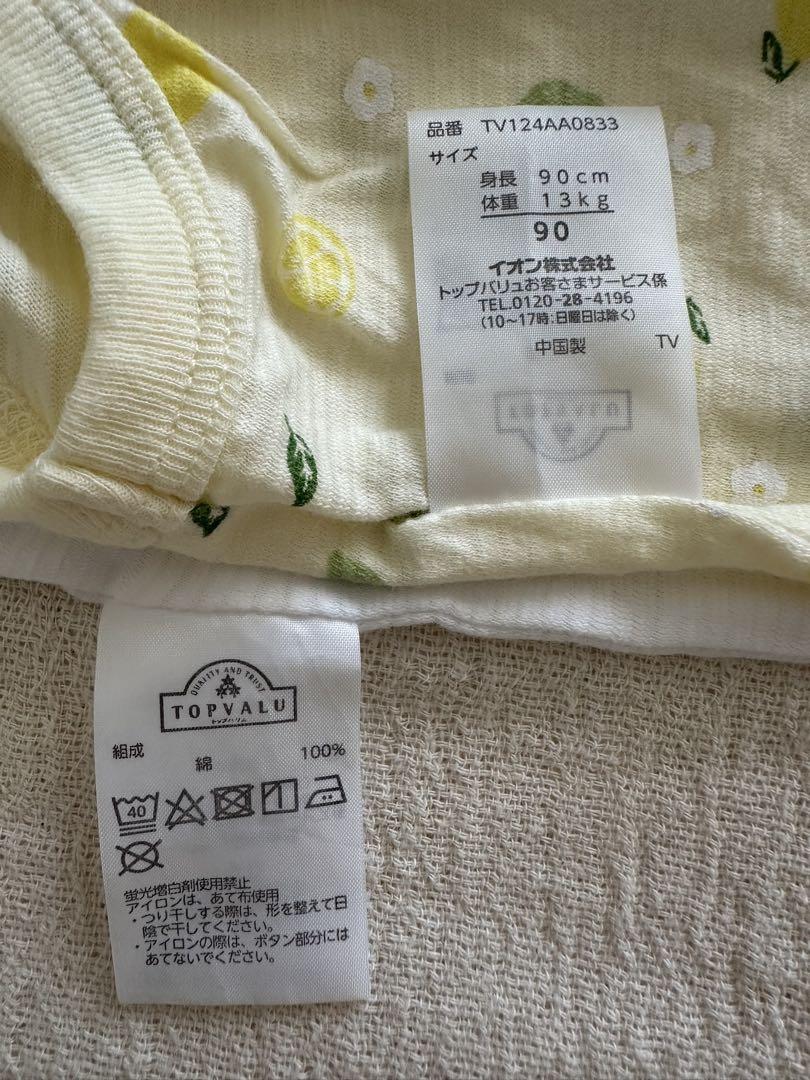 品番 TV124AA0833
サイズ
身長 90cm
体重 13kg
90
イオン株式会社
トップバリュお客さまサービス係
TEL.0120-28-4196
(10~17時:日曜日は除く)
中国製 TV
QUALITY AND TRUST
TOPVALU
トップバリュ
組成 綿 100%
40
蛍光増白剤使用禁止
アイロンは、あて布使用
・つり干しする際は、形を整えて日
陰で干してください。
・アイロンの際は、ボタン部分には
あてないでください。